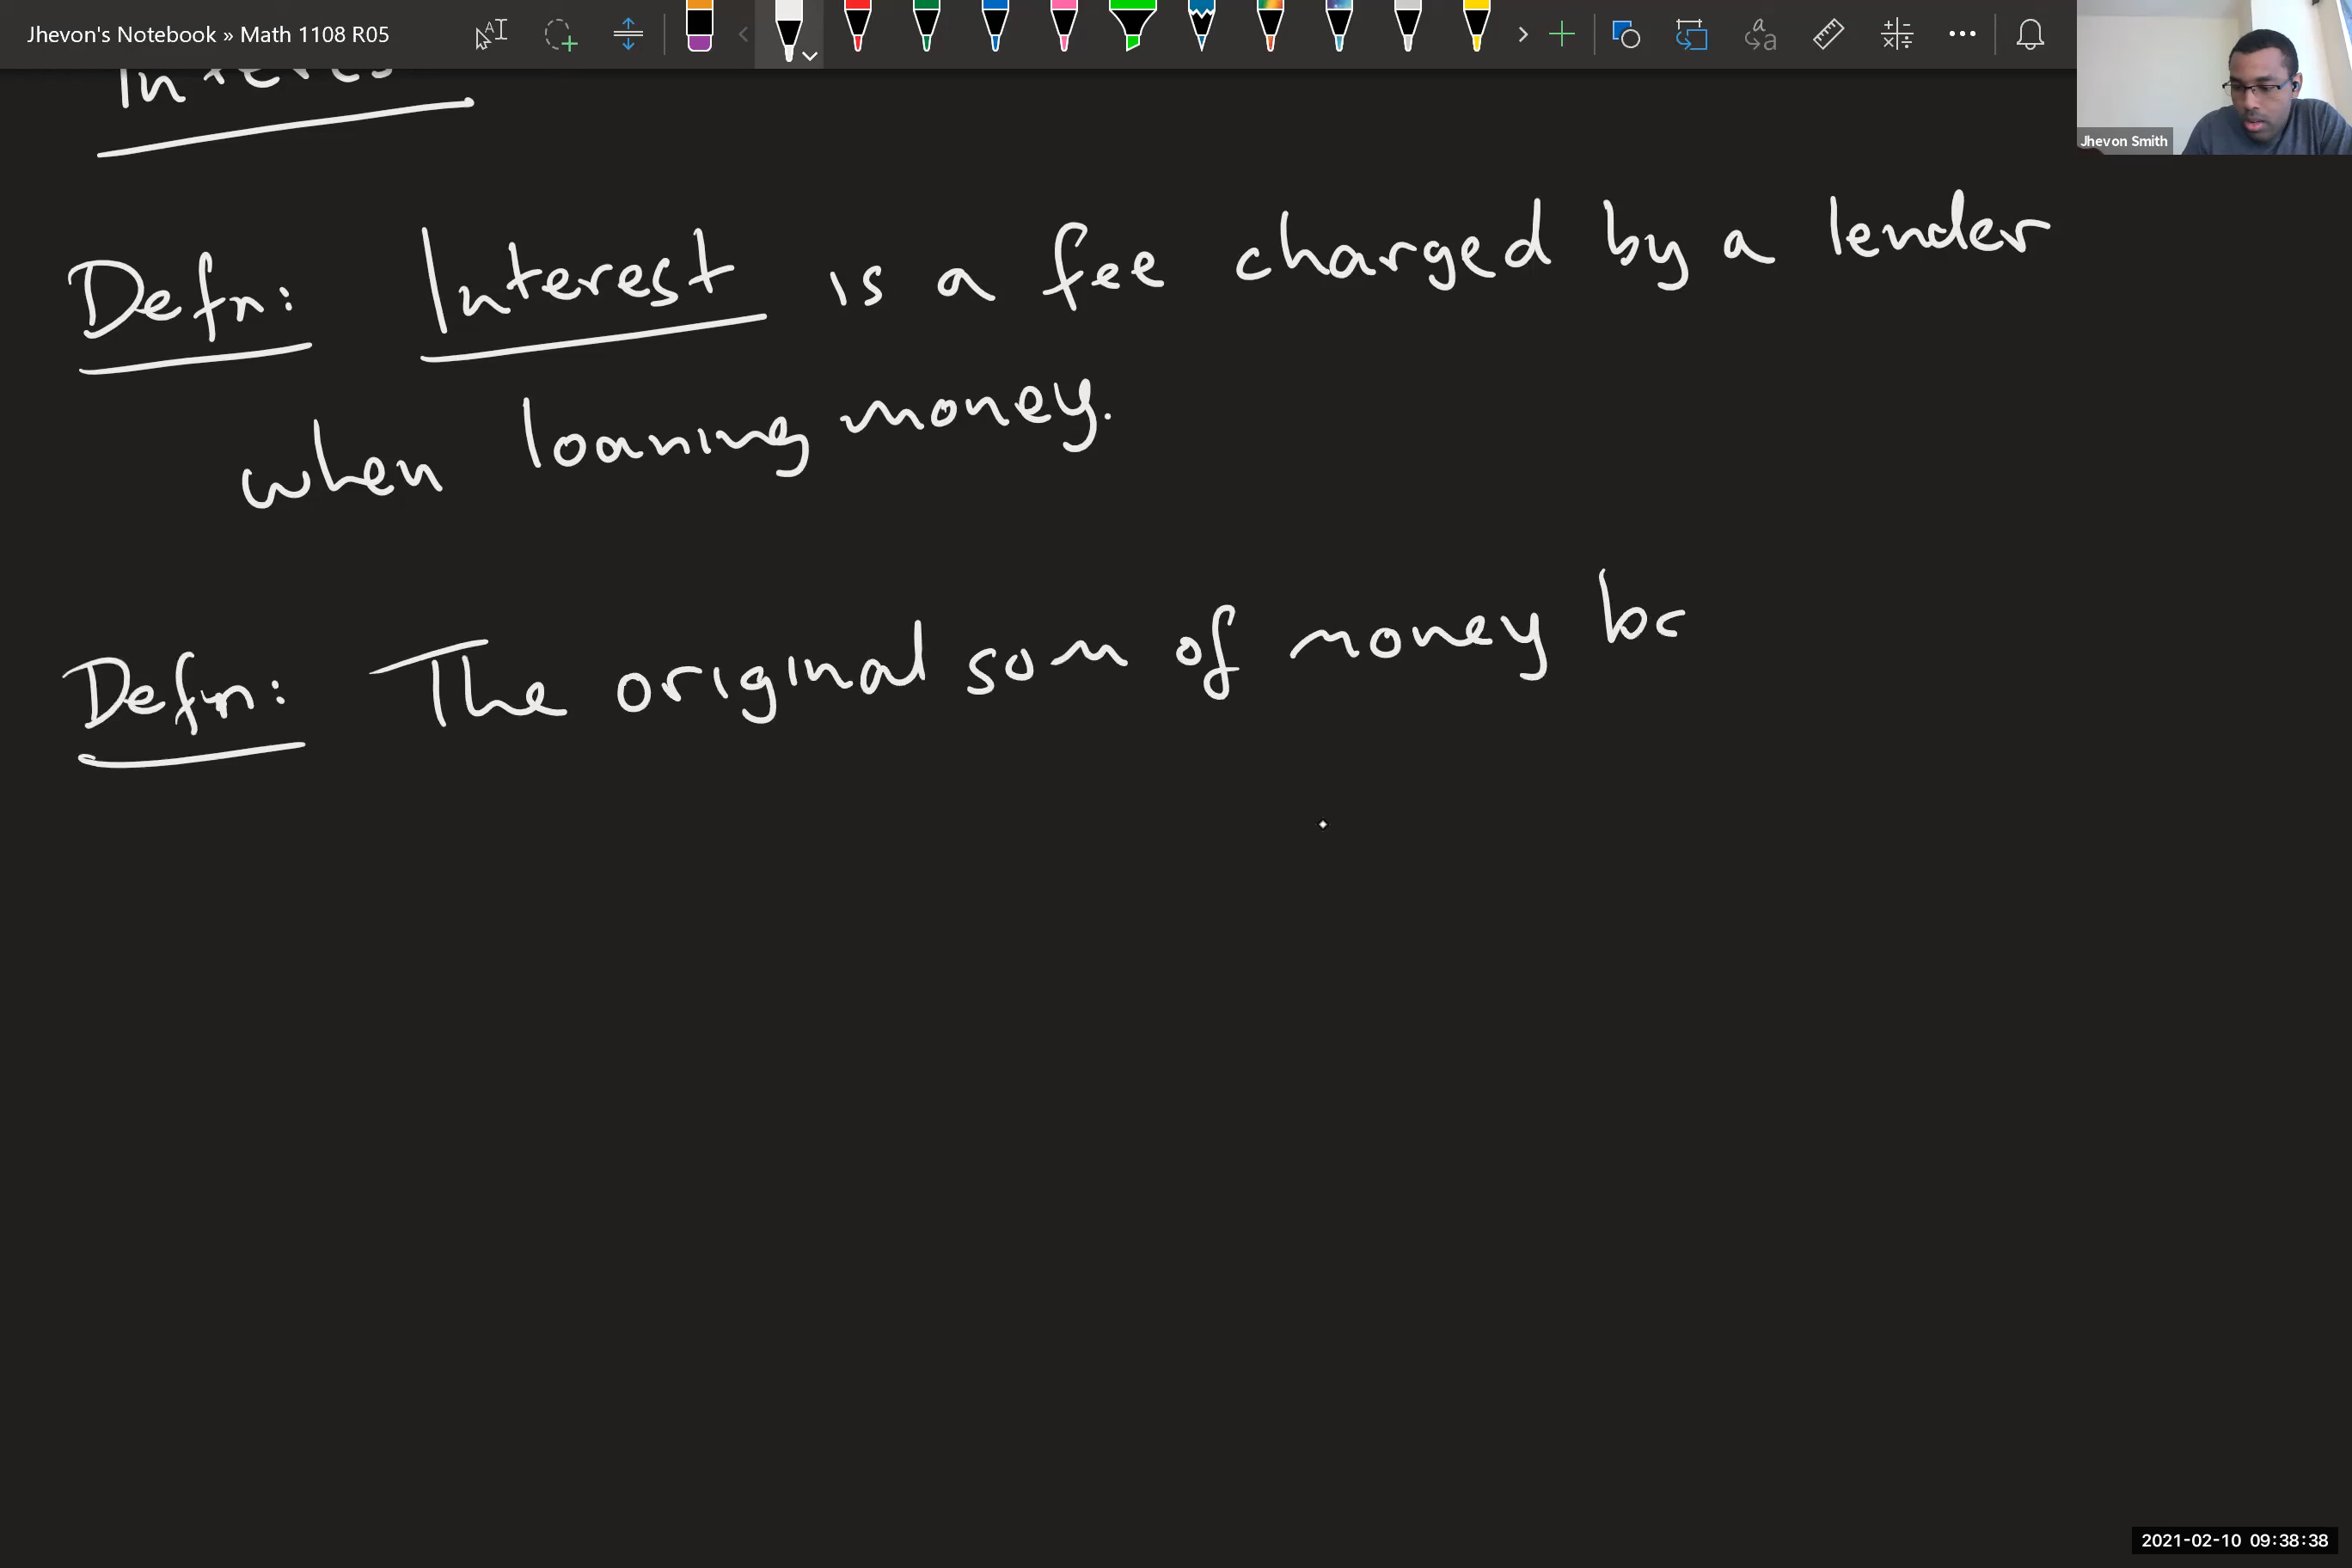 Jhevon's Notebook » Math 1108 R05
Jhevon Smith
Defn: Interest is a fee charged by a lender
when loaning money.
Defn: The original sum of money bo
2021-02-10 09:38:38